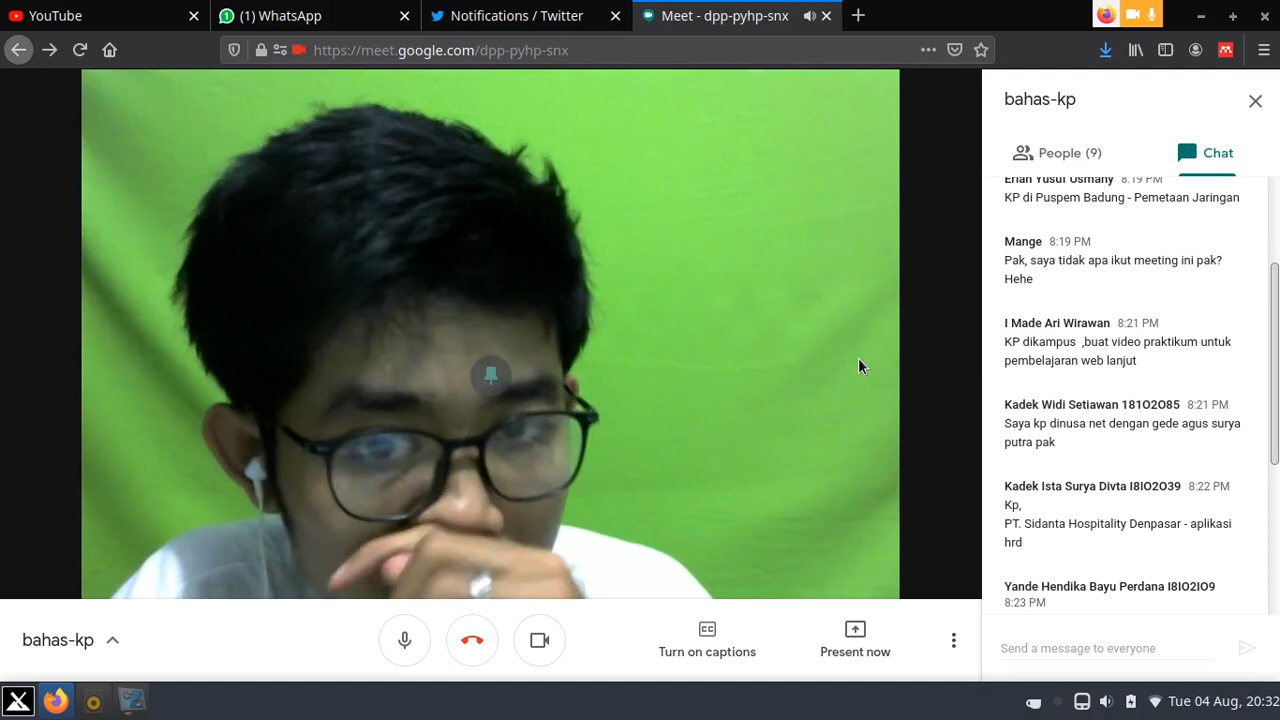 YouTube
(1) WhatsApp
Notifications / Twitter
Meet - dpp-pyhp-snx
https://meet.google.com/dpp-pyhp-snx
bahas-kp
People (9)
Chat
Erlan Yusuf Usmany 8:19 PM
KP di Puspem Badung - Pemetaan Jaringan
Mange 8:19 PM
Pak, saya tidak apa ikut meeting ini pak?
Hehe
I Made Ari Wirawan 8:21 PM
KP dikampus ,buat video praktikum untuk
pembelajaran web lanjut
Kadek Widi Setiawan 181O2O85 8:21 PM
Saya kp dinusa net dengan gede agus surya
putra pak
Kadek Ista Surya Divta I8IO2O39 8:22 PM
Kp,
PT. Sidanta Hospitality Denpasar - aplikasi
hrd
Yande Hendika Bayu Perdana I8IO2IO9
8:23 PM
Send a message to everyone
bahas-kp
CC
Turn on captions
Present now
Tue 04 Aug, 20:32